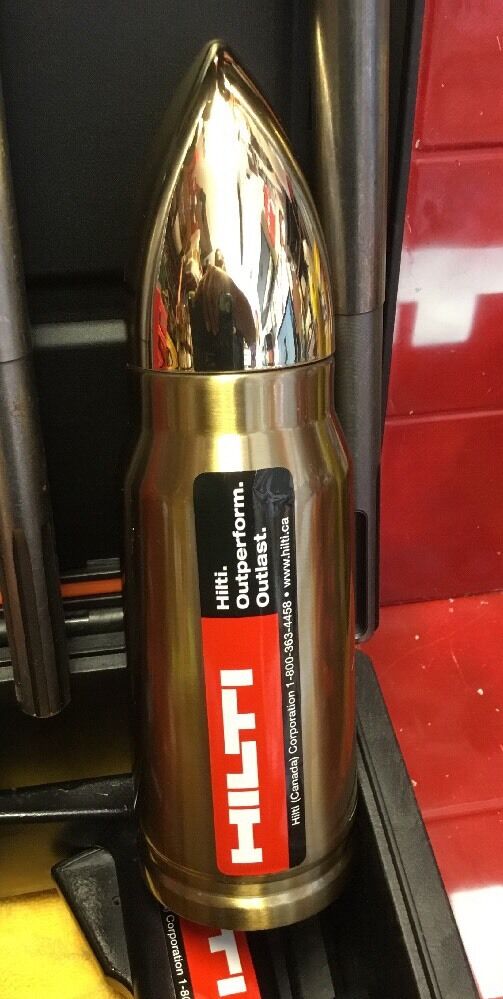 Hilti.
Outperform.
Outlast.
HILTI
Hilti (Canada) Corporation 1-800-363-4458 • www.hilti.ca
Corporation 1-8